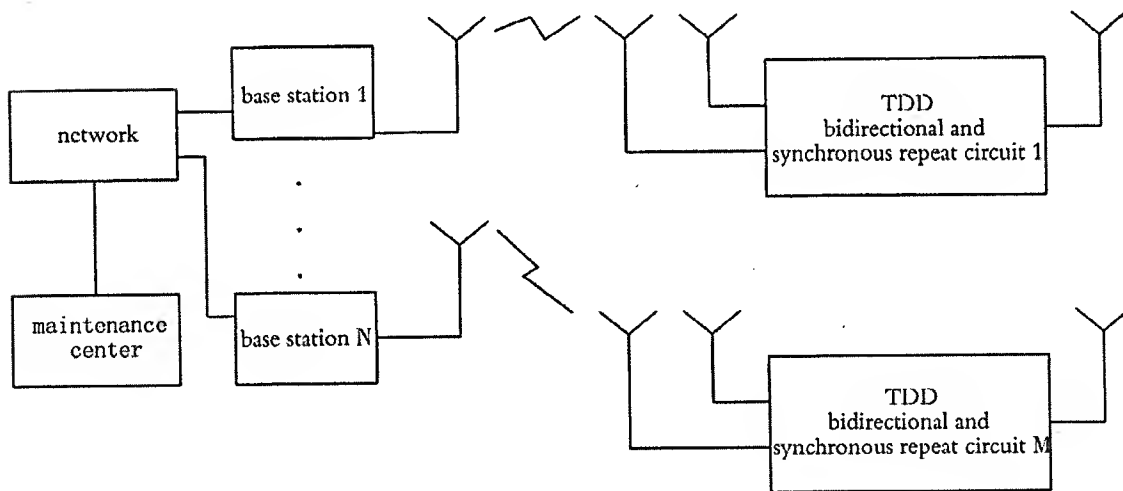 base station 1
network
TDD
bidirectional and
synchronous repeat circuit 1
maintenance
center
base station N
TDD
bidirectional and
synchronous repeat circuit M